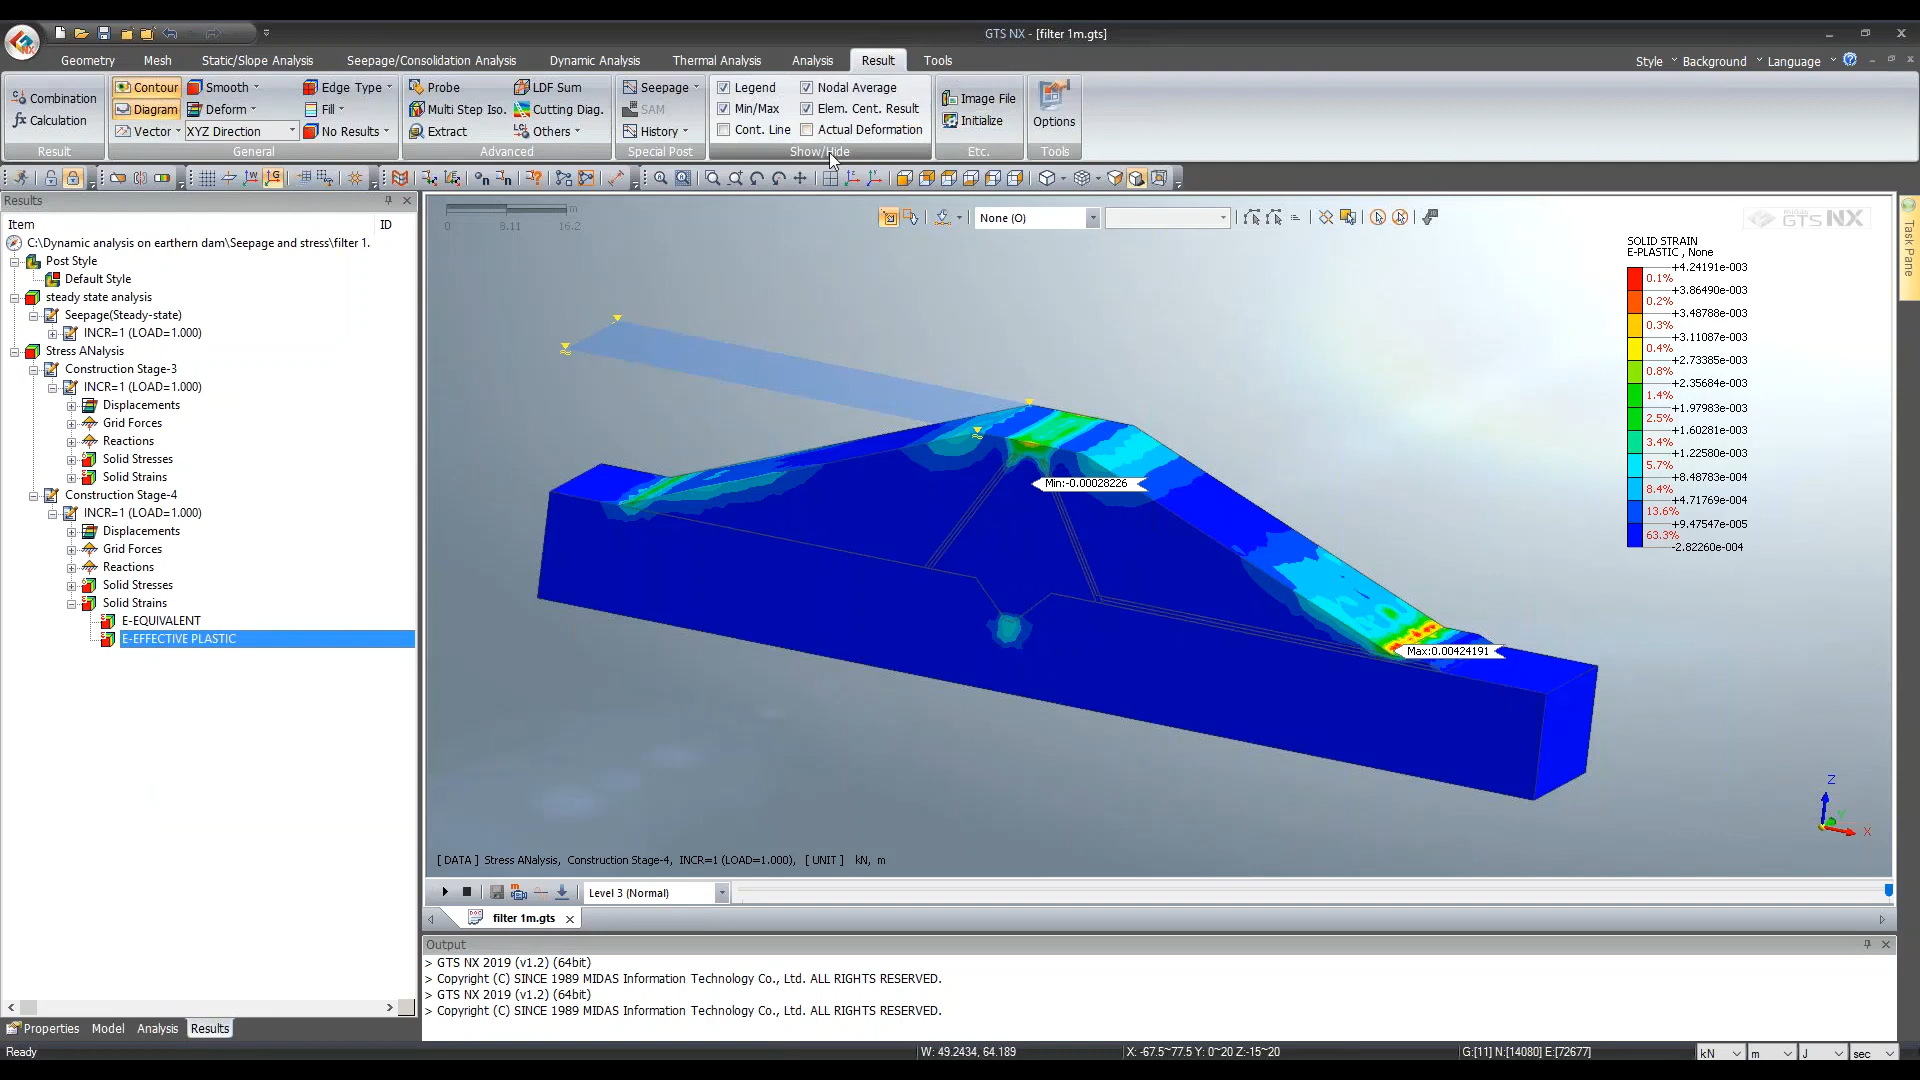 GTS NX - [filter 1m.gts]
Geometry Mesh Static/Slope Analysis Seepage/Consolidation Analysis Dynamic Analysis Thermal Analysis Analysis Result Tools
Style Background Language
Combination
Calculation
Result
Contour Smooth Edge Type
Diagram Deform Fill
Vector XYZ Direction No Results
General
Probe LDF Sum
Multi Step Iso. Cutting Diag.
Extract Others
Advanced
Seepage
SAM
History
Special Post
Legend Nodal Average
Min/Max Elem. Cent. Result
Cont. Line Actual Deformation
Show/Hide
Image File
Initialize
Etc.
Options
Tools
Results
Item ID
C:\Dynamic analysis on earthern dam\Seepage and stress\filter 1.
Post Style
Default Style
steady state analysis
Seepage(Steady-state)
INCR=1 (LOAD=1.000)
Stress ANalysis
Construction Stage-3
INCR=1 (LOAD=1.000)
Displacements
Grid Forces
Reactions
Solid Stresses
Solid Strains
Construction Stage-4
INCR=1 (LOAD=1.000)
Displacements
Grid Forces
Reactions
Solid Stresses
Solid Strains
E-EQUIVALENT
E-EFFECTIVE PLASTIC
Properties Model Analysis Results
m
0 8.11 16.2
None (O)
midas GTS NX
SOLID STRAIN
E-PLASTIC , None
+4.24191e-003
0.1%
+3.86490e-003
0.2%
+3.48788e-003
0.3%
+3.11087e-003
0.4%
+2.73385e-003
0.8%
+2.35684e-003
1.4%
+1.97983e-003
2.5%
+1.60281e-003
3.4%
+1.22580e-003
5.7%
+8.48783e-004
8.4%
+4.71769e-004
13.6%
+9.47547e-005
63.3%
-2.82260e-004
Min:-0.00028226
Max:0.00424191
Z
Y
X
[ DATA ] Stress ANalysis, Construction Stage-4, INCR=1 (LOAD=1.000), [ UNIT ] kN, m
Level 3 (Normal)
filter 1m.gts
Output
> GTS NX 2019 (v1.2) (64bit)
> Copyright (C) SINCE 1989 MIDAS Information Technology Co., Ltd. ALL RIGHTS RESERVED.
> GTS NX 2019 (v1.2) (64bit)
> Copyright (C) SINCE 1989 MIDAS Information Technology Co., Ltd. ALL RIGHTS RESERVED.
Task Pane
Ready
W: 49.2434, 64.189
X: -67.5~77.5 Y: 0~20 Z:-15~20
G:[11] N:[14080] E:[72677]
kN m J sec